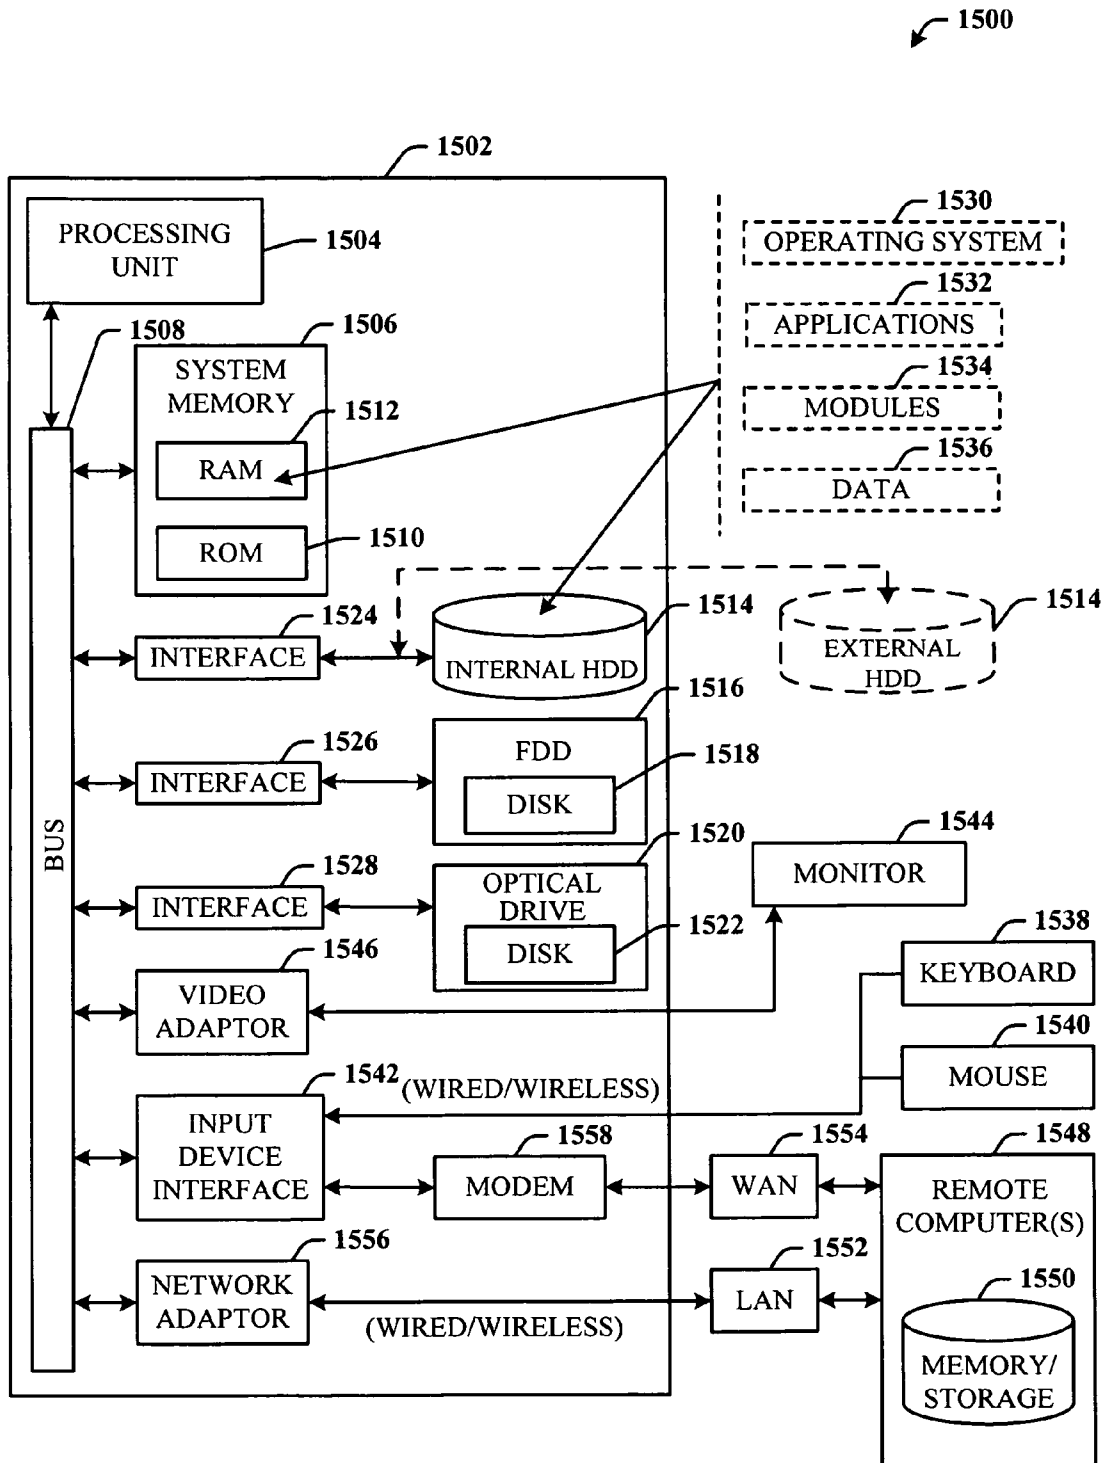 1500
1502
PROCESSING
UNIT
1504
1530
OPERATING SYSTEM
1508
1506
1532
SYSTEM
MEMORY
APPLICATIONS
1534
1512
MODULES
RAM
1536
DATA
ROM
1510
1524
INTERFACE
1514
INTERNAL HDD
1514
EXTERNAL
HDD
1516
1526
INTERFACE
FDD
1518
DISK
BUS
1520
1528
INTERFACE
OPTICAL
DRIVE
1522
DISK
1544
MONITOR
1546
VIDEO
ADAPTOR
1538
KEYBOARD
1540
MOUSE
1542
(WIRED/WIRELESS)
INPUT
DEVICE
INTERFACE
1558
MODEM
1554
WAN
1548
REMOTE
COMPUTER(S)
1556
NETWORK
ADAPTOR
(WIRED/WIRELESS)
1552
LAN
1550
MEMORY/
STORAGE